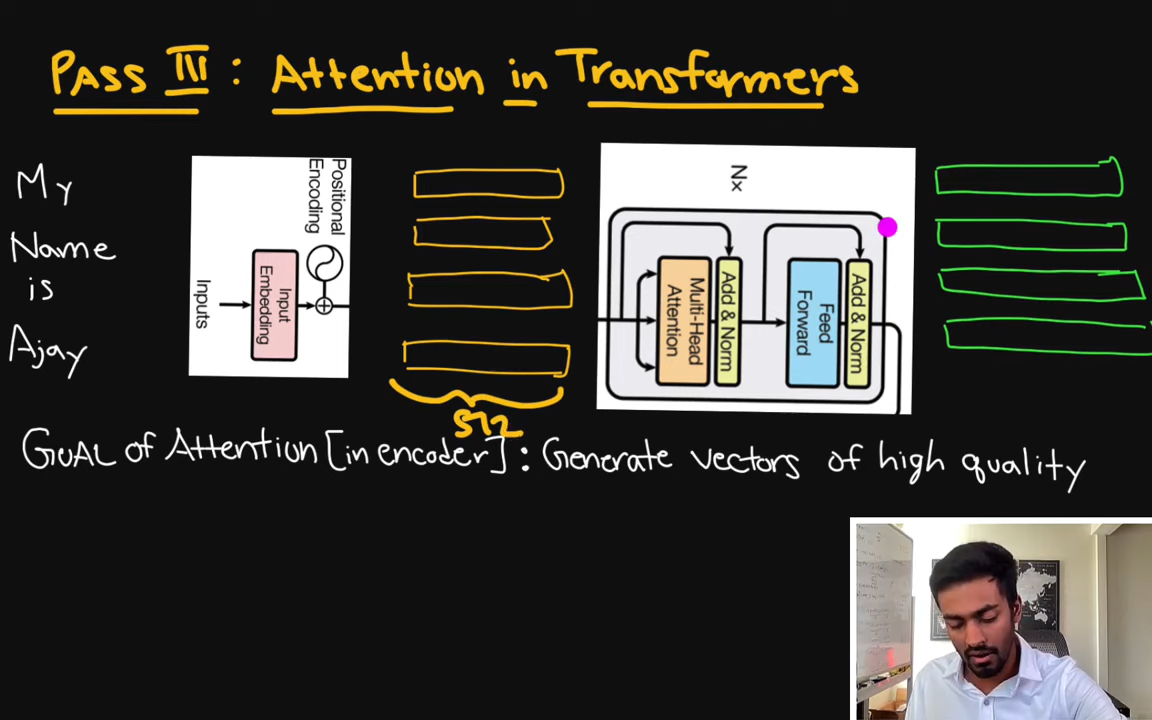 PASS III : Attention in Transformers
My
Name
is
Ajay
Inputs
Input
Embedding
Positional
Encoding
512
Nx
Multi-Head
Attention
Add & Norm
Feed
Forward
Add & Norm
GOAL of Attention [in encoder] : Generate vectors of high quality